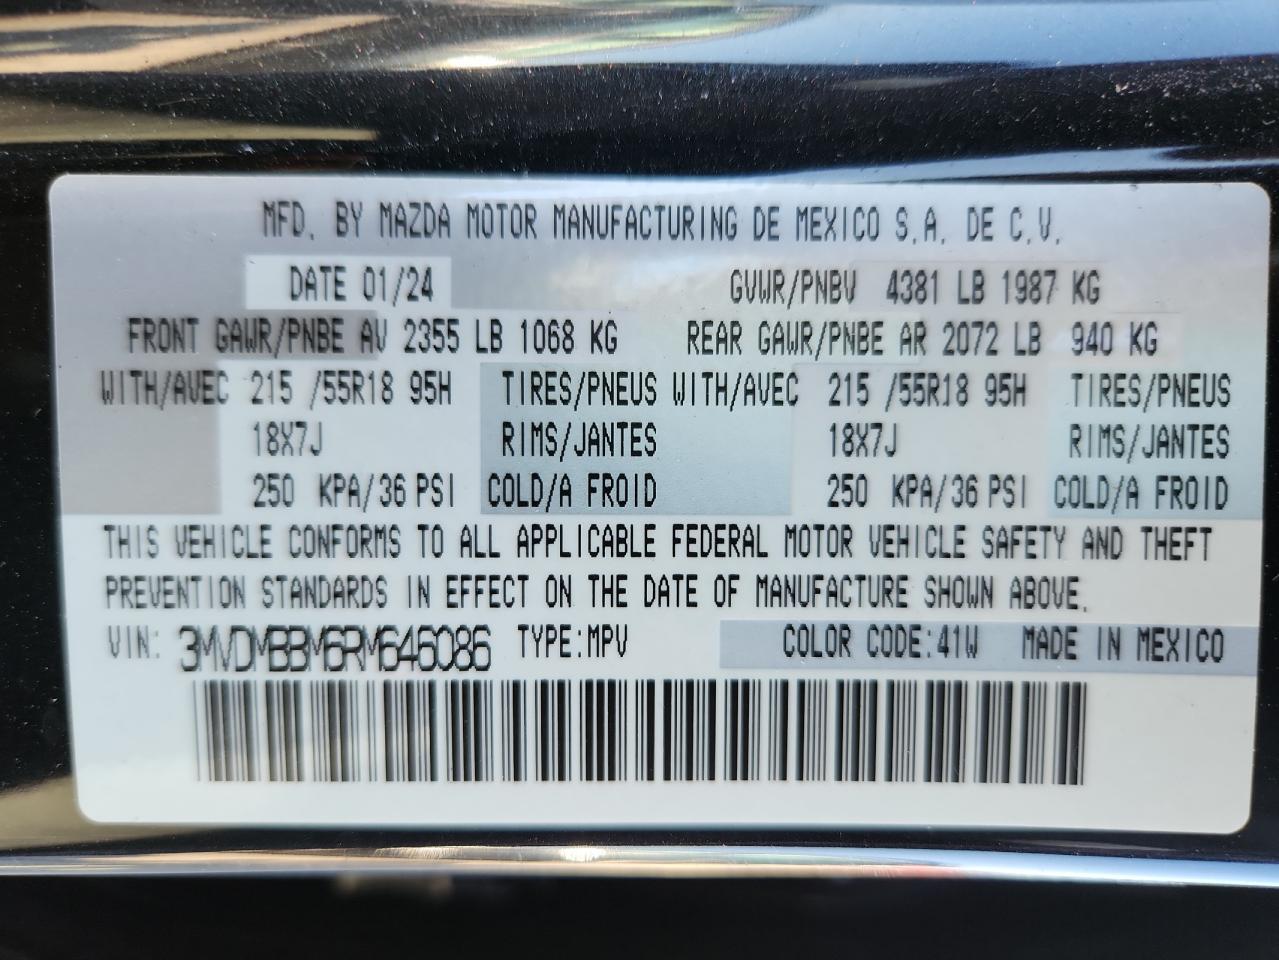 MFD. BY MAZDA MOTOR MANUFACTURING DE MEXICO S.A. DE C.V.
DATE 01/24 GVWR/PNBV 4381 LB 1987 KG
FRONT GAWR/PNBE AV 2355 LB 1068 KG REAR GAWR/PNBE AR 2072 LB 940 KG
WITH/AVEC 215 /55R18 95H TIRES/PNEUS WITH/AVEC 215 /55R18 95H TIRES/PNEUS
18X7J RIMS/JANTES 18X7J RIMS/JANTES
250 KPA/36 PSI COLD/A FROID 250 KPA/36 PSI COLD/A FROID
THIS VEHICLE CONFORMS TO ALL APPLICABLE FEDERAL MOTOR VEHICLE SAFETY AND THEFT
PREVENTION STANDARDS IN EFFECT ON THE DATE OF MANUFACTURE SHOWN ABOVE.
VIN: 3MVDMBBM6RM646086 TYPE:MPV COLOR CODE:41W MADE IN MEXICO